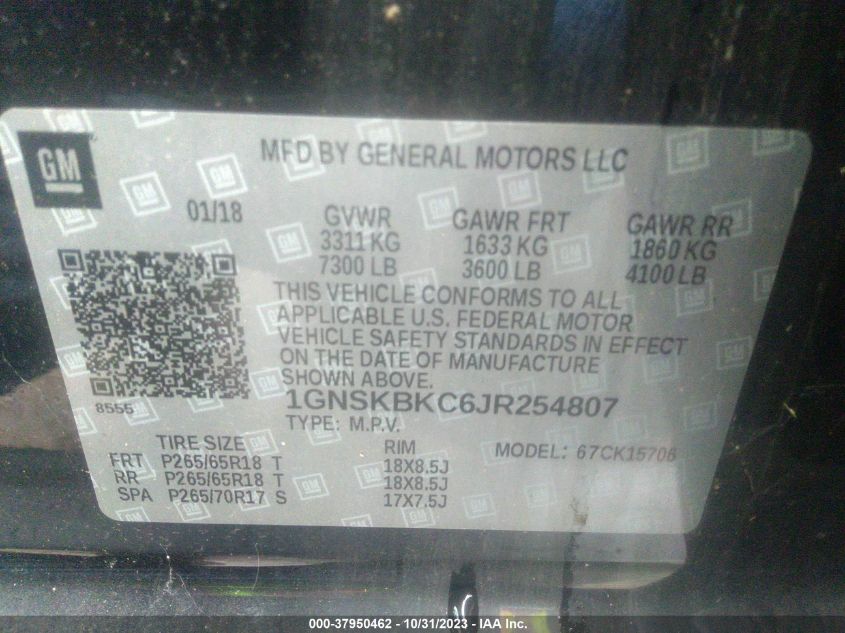 GM
MFD BY GENERAL MOTORS LLC
01/18 GVWR GAWR FRT GAWR RR
3311 KG 1633 KG 1860 KG
7300 LB 3600 LB 4100 LB
THIS VEHICLE CONFORMS TO ALL
APPLICABLE U.S. FEDERAL MOTOR
VEHICLE SAFETY STANDARDS IN EFFECT
ON THE DATE OF MANUFACTURE
SHOWN ABOVE.
8555
1GNSKBKC6JR254807
TYPE: M.P.V.
TIRE SIZE RIM MODEL: 67CK15706
FRT P265/65R18 T 18X8.5J
RR P265/65R18 T 18X8.5J
SPA P265/70R17 S 17X7.5J
000-37950462 - 10/31/2023 - IAA Inc.